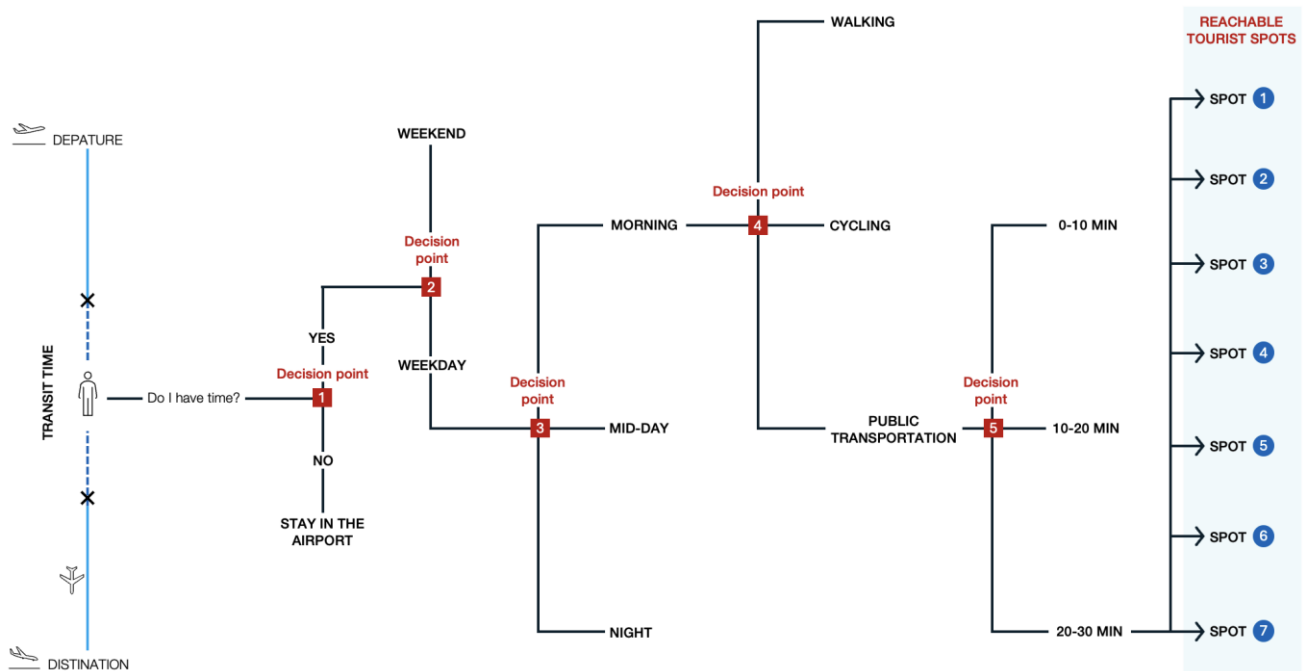 WALKING
REACHABLE
TOURIST SPOTS
SPOT 1
DEPATURE
WEEKEND
SPOT 2
Decision point
4
MORNING
CYCLING
0-10 MIN
Decision
point
2
SPOT 3
YES
WEEKDAY
SPOT 4
TRANSIT TIME
Do I have time?
Decision point
1
Decision
point
3
MID-DAY
PUBLIC
TRANSPORTATION
Decision
point
5
10-20 MIN
SPOT 5
NO
STAY IN THE
AIRPORT
SPOT 6
NIGHT
20-30 MIN
SPOT 7
DISTINATION